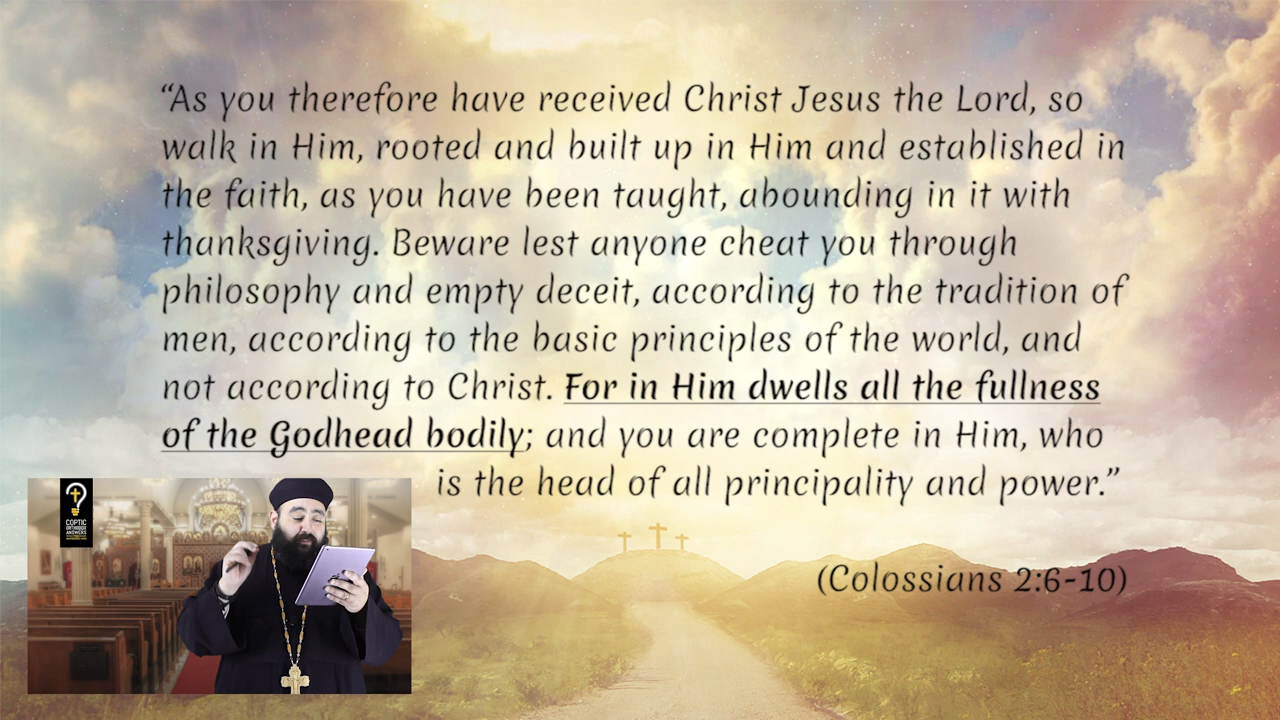 “As you therefore have received Christ Jesus the Lord, so
walk in Him, rooted and built up in Him and established in
the faith, as you have been taught, abounding in it with
thanksgiving. Beware lest anyone cheat you through
philosophy and empty deceit, according to the tradition of
men, according to the basic principles of the world, and
not according to Christ. For in Him dwells all the fullness
of the Godhead bodily; and you are complete in Him, who
is the head of all principality and power.”
(Colossians 2:6-10)
COPTIC
ORTHODOX
ANSWERS